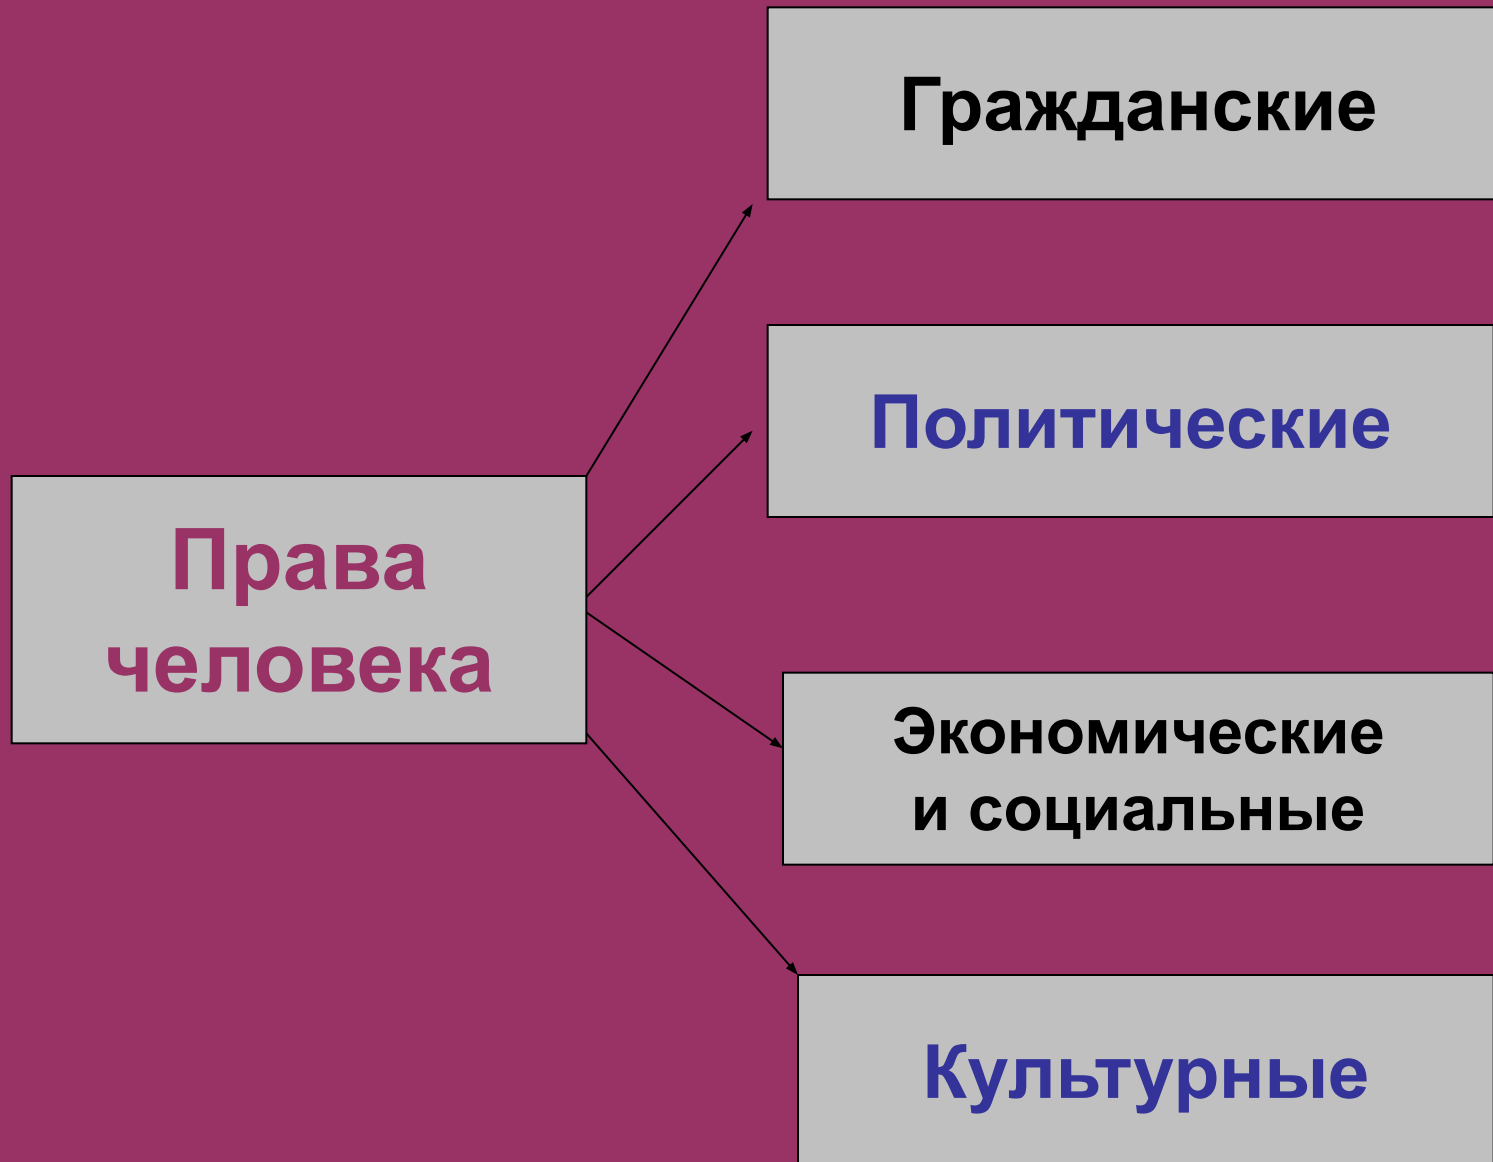 Гражданские
Политические
Права
человека
Экономические
и социальные
Культурные